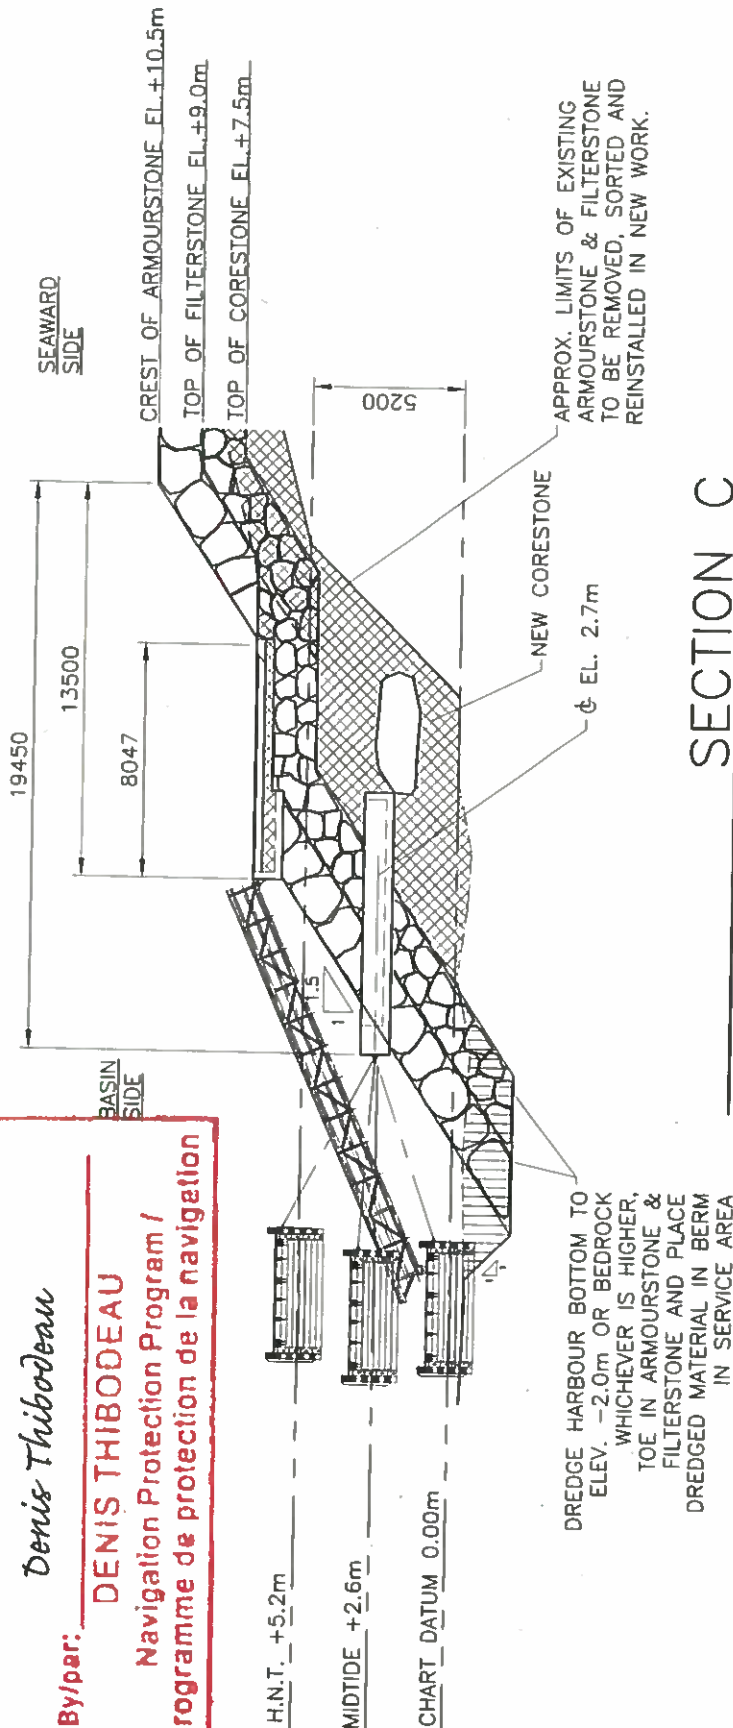 Denis Thibodeau
By/par:
DENIS THIBODEAU
Navigation Protection Program /
rogramme de protection de la navigation
BASIN
SIDE
SEAWARD
SIDE
19450
13500
8047
CREST OF ARMOURSTONE EL.+10.5m
TOP OF FILTERSTONE EL.+9.0m
TOP OF CORESTONE EL.+7.5m
H.N.T. +5.2m
MIDTIDE +2.6m
CHART DATUM 0.00m
1.5
1
5200
1
1
NEW CORESTONE
℄ EL. 2.7m
APPROX. LIMITS OF EXISTING
ARMOURSTONE & FILTERSTONE
TO BE REMOVED, SORTED AND
REINSTALLED IN NEW WORK.
DREDGE HARBOUR BOTTOM TO
ELEV. -2.0m OR BEDROCK
WHICHEVER IS HIGHER,
TOE IN ARMOURSTONE &
FILTERSTONE AND PLACE
DREDGED MATERIAL IN BERM
IN SERVICE AREA
SECTION C